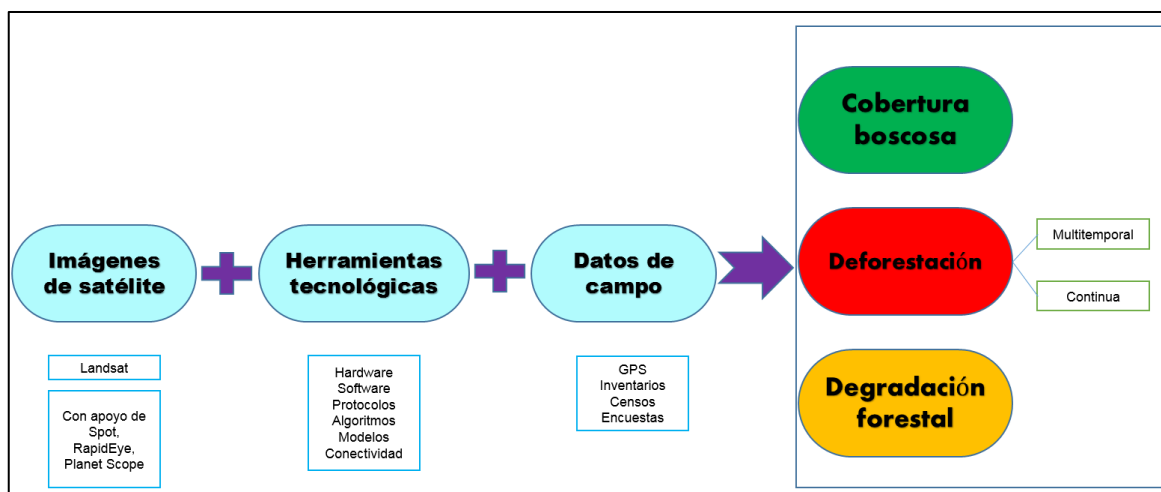 Imágenes
de satélite
Landsat
Con apoyo de
Spot,
RapidEye,
Planet Scope
Herramientas
tecnológicas
Hardware
Software
Protocolos
Algoritmos
Modelos
Conectividad
Datos de
campo
GPS
Inventarios
Censos
Encuestas
Cobertura
boscosa
Deforestación
Multitemporal
Continua
Degradación
forestal